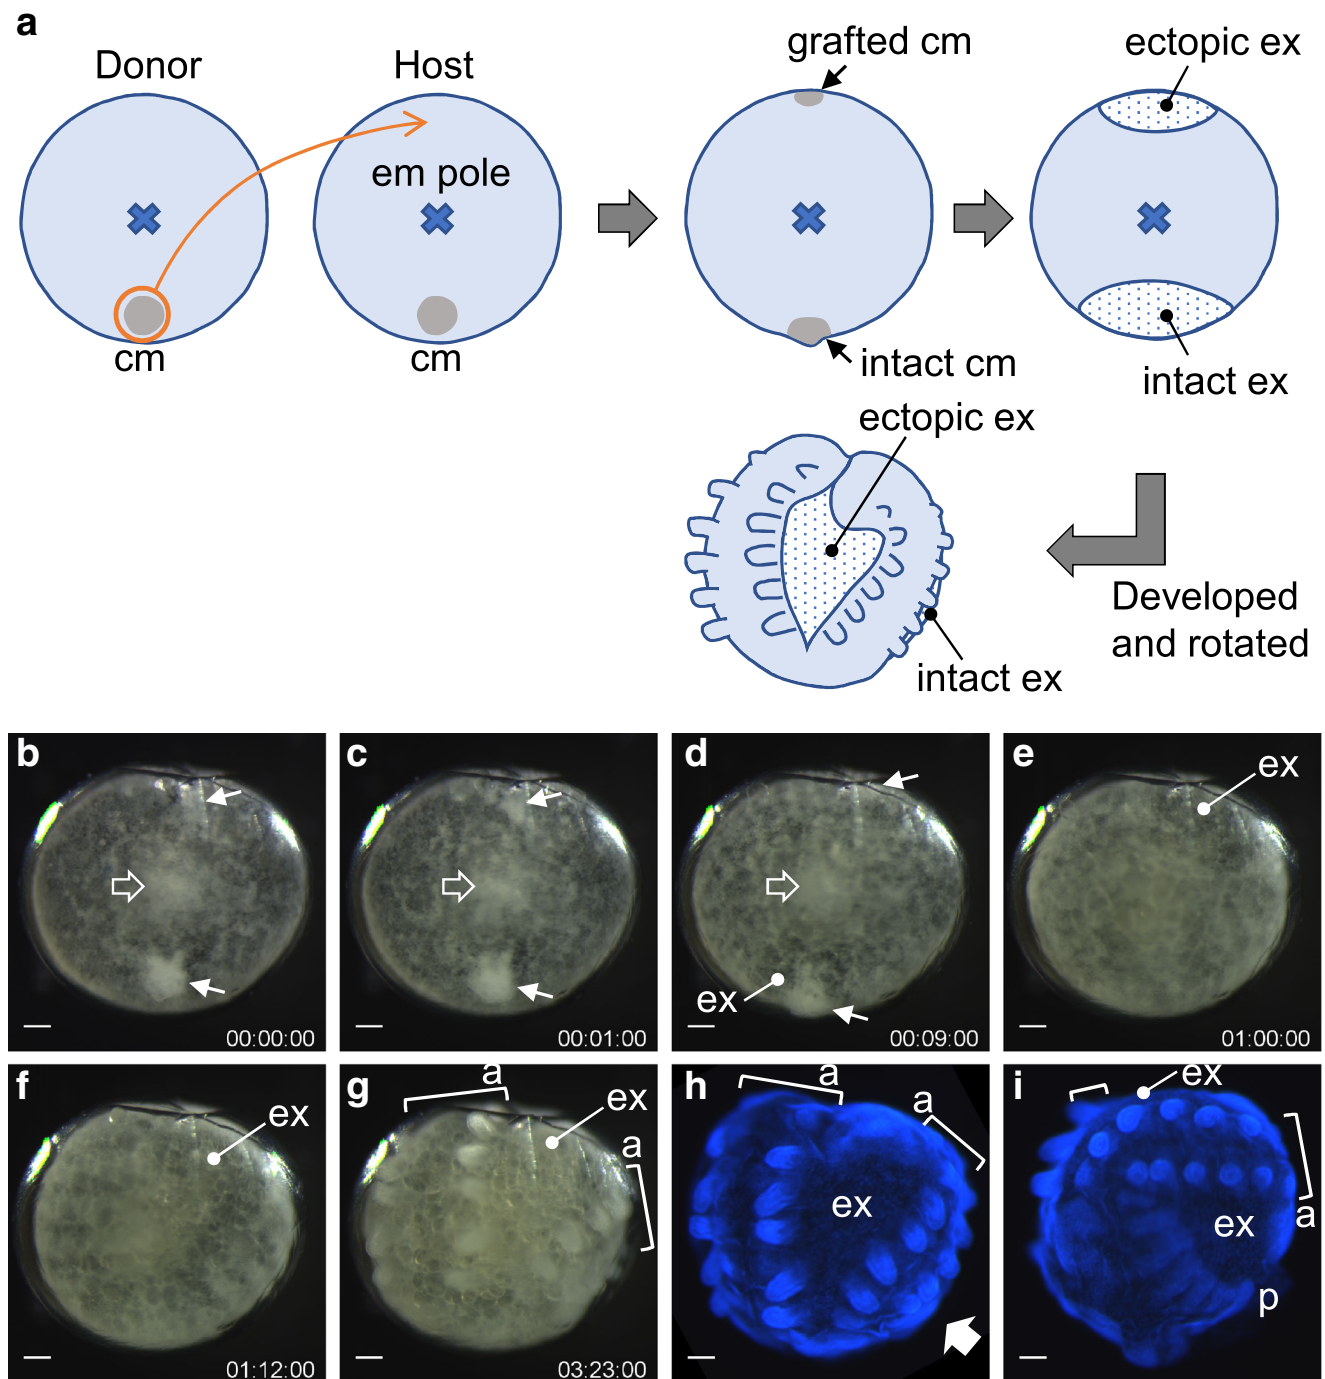 a
Donor
Host
grafted cm
ectopic ex
em pole
cm
cm
intact cm
intact ex
ectopic ex
Developed
and rotated
intact ex
b
00:00:00
c
00:01:00
d
ex
00:09:00
e
ex
01:00:00
f
ex
01:12:00
g
a
ex
a
03:23:00
h
a
a
ex
i
ex
a
ex
p